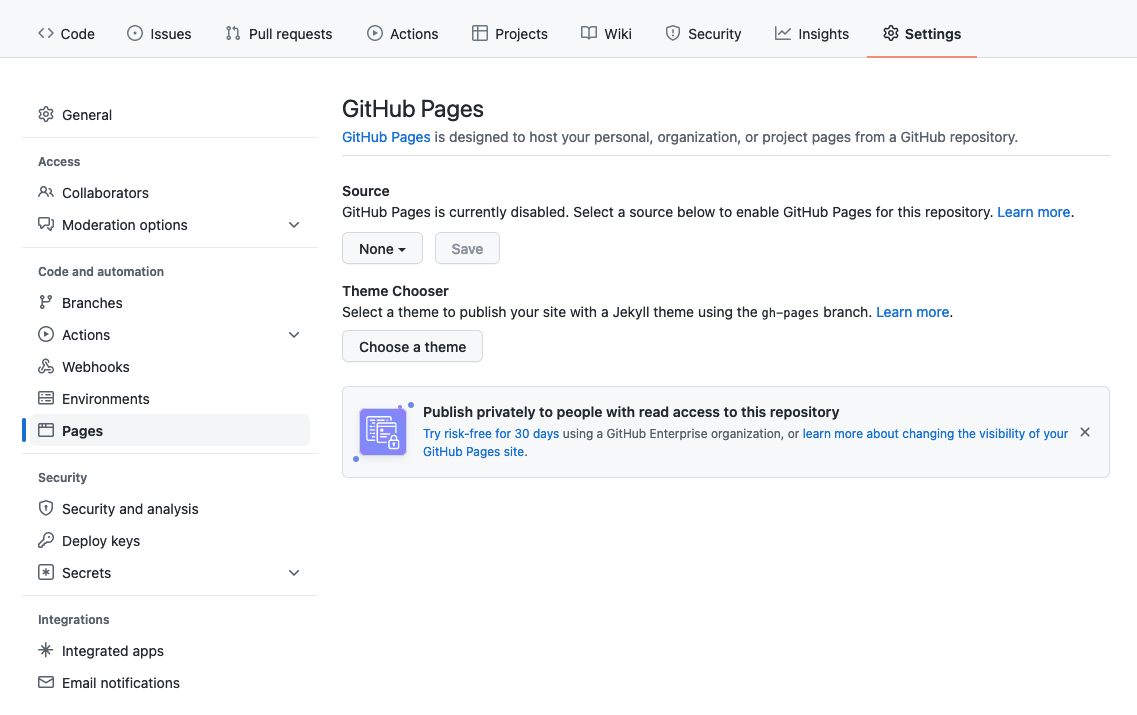 Code Issues Pull requests Actions Projects Wiki Security Insights Settings
General
Access
Collaborators
Moderation options
Code and automation
Branches
Actions
Webhooks
Environments
Pages
Security
Security and analysis
Deploy keys
Secrets
Integrations
Integrated apps
Email notifications
GitHub Pages
GitHub Pages is designed to host your personal, organization, or project pages from a GitHub repository.
Source
GitHub Pages is currently disabled. Select a source below to enable GitHub Pages for this repository. Learn more.
None Save
Theme Chooser
Select a theme to publish your site with a Jekyll theme using the gh-pages branch. Learn more.
Choose a theme
Publish privately to people with read access to this repository
Try risk-free for 30 days using a GitHub Enterprise organization, or learn more about changing the visibility of your
GitHub Pages site.